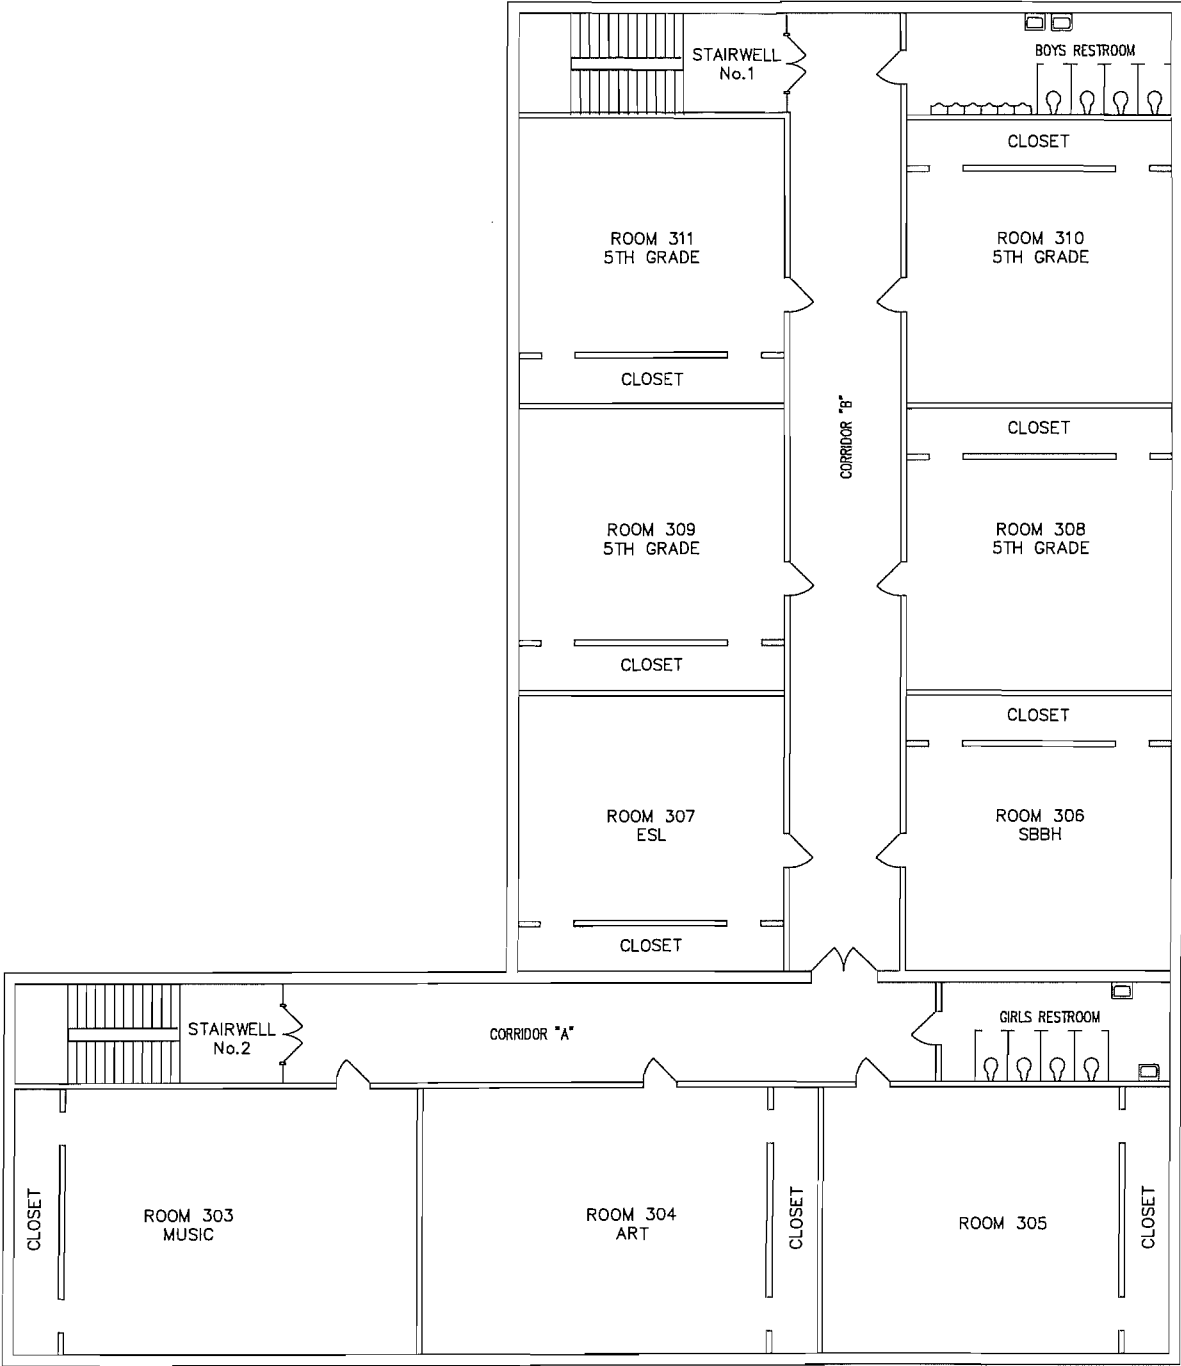 STAIRWELL
No.1
BOYS RESTROOM
CLOSET
ROOM 311
5TH GRADE
ROOM 310
5TH GRADE
CLOSET
CORRIDOR "B"
CLOSET
ROOM 309
5TH GRADE
ROOM 308
5TH GRADE
CLOSET
CLOSET
ROOM 307
ESL
ROOM 306
SBBH
CLOSET
STAIRWELL
No.2
CORRIDOR "A"
GIRLS RESTROOM
CLOSET
ROOM 303
MUSIC
ROOM 304
ART
CLOSET
ROOM 305
CLOSET